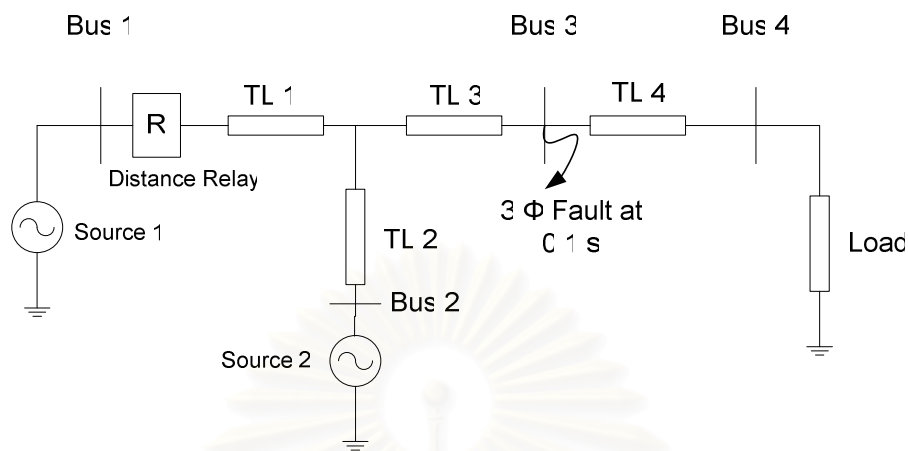 Bus 1
Bus 3
Bus 4
TL 1
TL 3
TL 4
R
Distance Relay
3 Φ Fault at
0.1 s
Source 1
TL 2
Load
Bus 2
Source 2